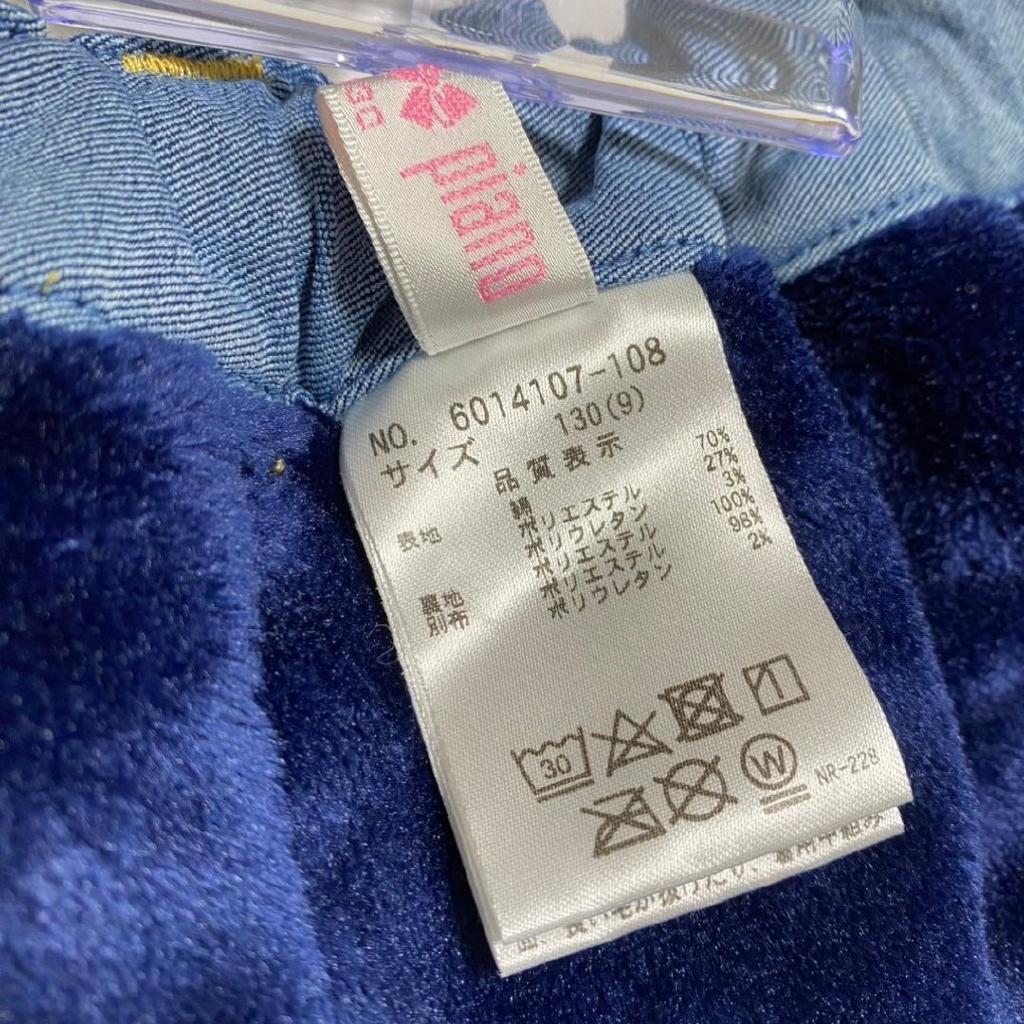 130
piano
NO. 6014107-108
サイズ 130(9)
品質表示
表地 綿 70%
ポリエステル 27%
ポリウレタン 3%
裏地 ポリエステル 100%
別布 ポリエステル 98%
ポリウレタン 2%
30
W
NR-228